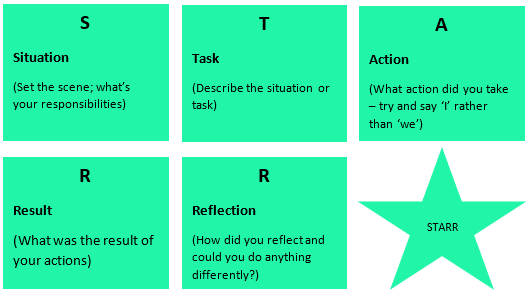 S
Situation
(Set the scene; what's
your responsibilities)
T
Task
(Describe the situation or
task)
A
Action
(What action did you take
– try and say ‘I’ rather
than ‘we’)
R
Result
(What was the result of
your actions)
R
Reflection
(How did you reflect and
could you do anything
differently?)
STARR